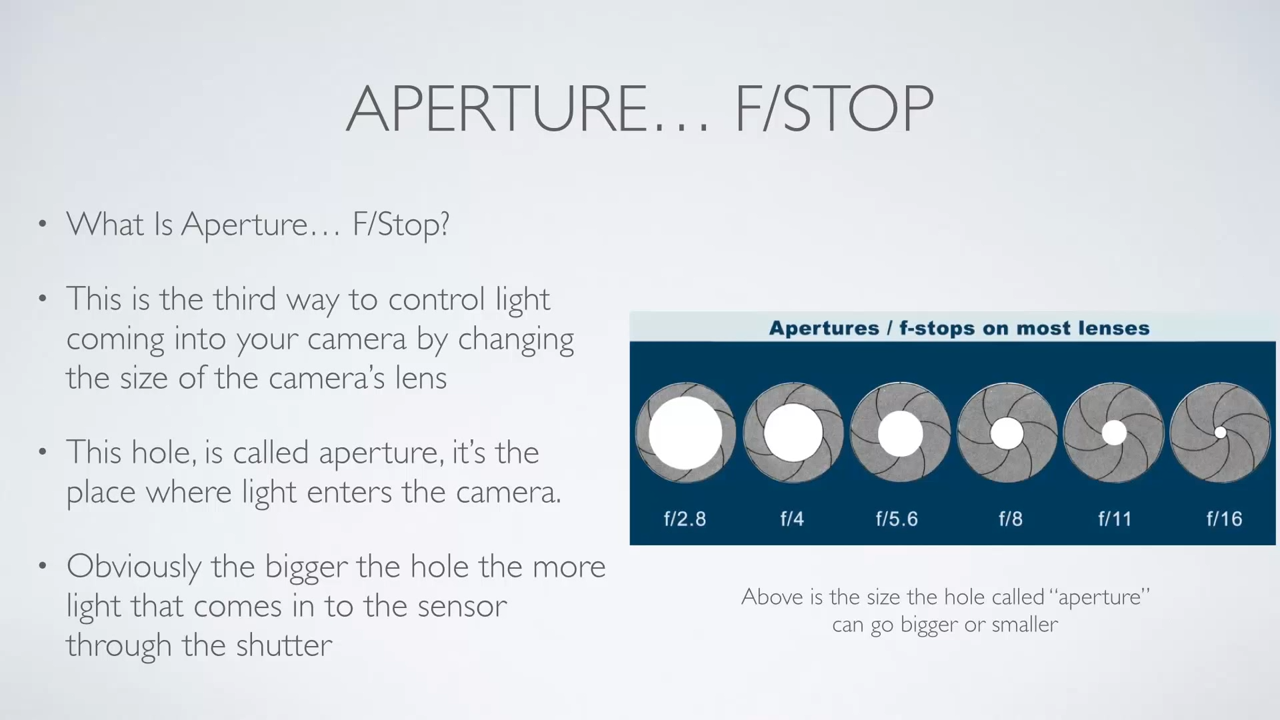 APERTURE… F/STOP
• What Is Aperture… F/Stop?
• This is the third way to control light
coming into your camera by changing
the size of the camera’s lens
• This hole, is called aperture, it’s the
place where light enters the camera.
• Obviously the bigger the hole the more
light that comes in to the sensor
through the shutter
Apertures / f-stops on most lenses
f/2.8 f/4 f/5.6 f/8 f/11 f/16
Above is the size the hole called “aperture”
can go bigger or smaller